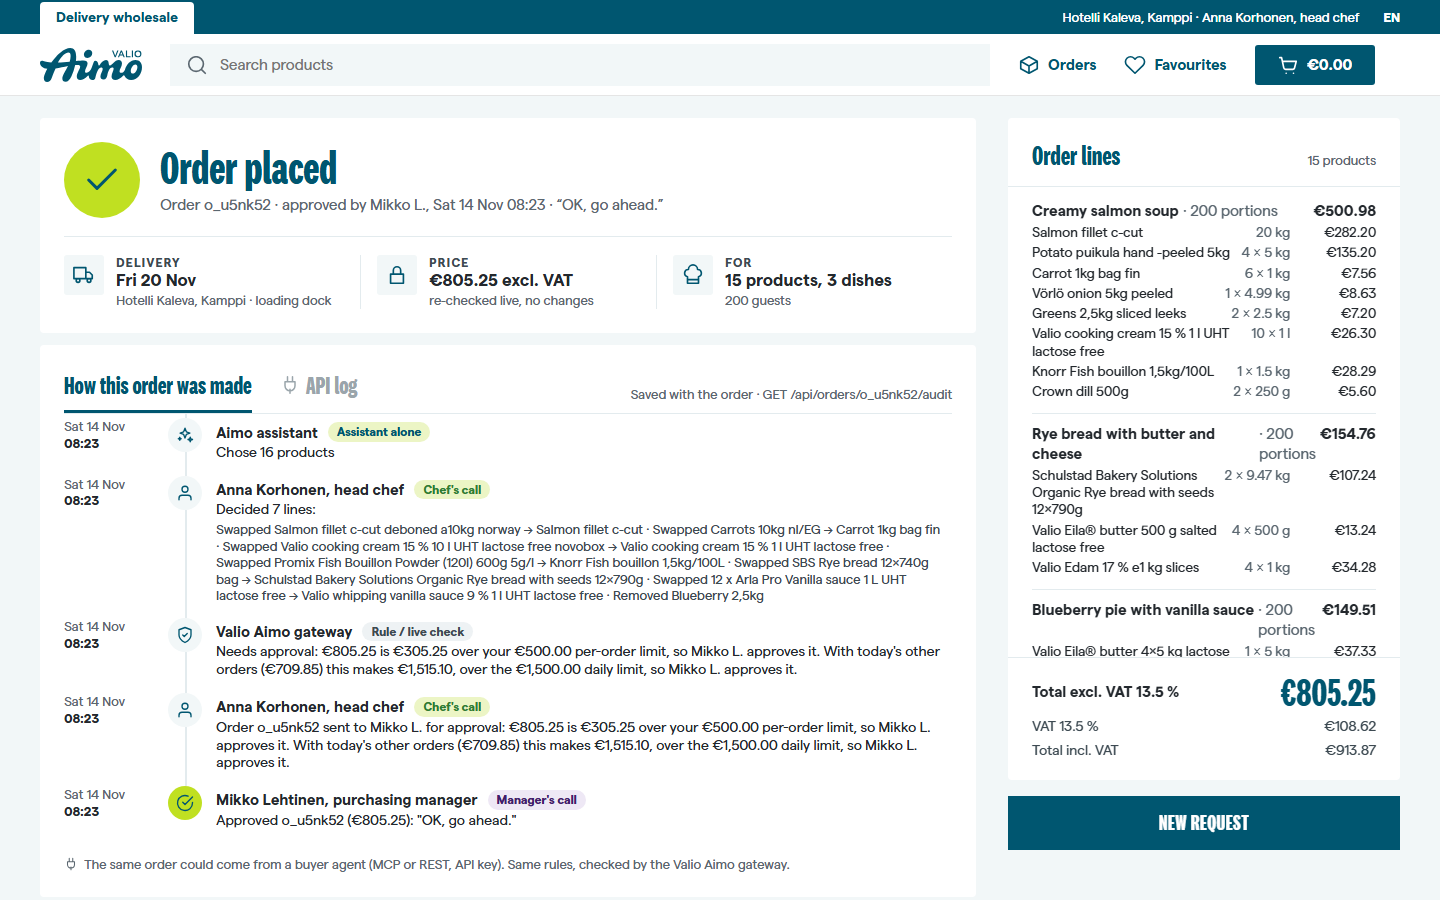 Delivery wholesale
Hotelli Kaleva, Kamppi · Anna Korhonen, head chef
EN
VALIO
Aimo
Search products
Orders
Favourites
€0.00
Order placed
Order o_u5nk52 · approved by Mikko L., Sat 14 Nov 08:23 · “OK, go ahead.”
DELIVERY
Fri 20 Nov
Hotelli Kaleva, Kamppi · loading dock
PRICE
€805.25 excl. VAT
re-checked live, no changes
FOR
15 products, 3 dishes
200 guests
How this order was made
API log
Saved with the order · GET /api/orders/o_u5nk52/audit
Sat 14 Nov
08:23
Aimo assistant
Assistant alone
Chose 16 products
Sat 14 Nov
08:23
Anna Korhonen, head chef
Chef's call
Decided 7 lines:
Swapped Salmon fillet c-cut deboned a10kg norway → Salmon fillet c-cut · Swapped Carrots 10kg nl/EG → Carrot 1kg bag fin
· Swapped Valio cooking cream 15 % 10 l UHT lactose free novobox → Valio cooking cream 15 % 1 l UHT lactose free ·
Swapped Promix Fish Bouillon Powder (120l) 600g 5g/l → Knorr Fish bouillon 1,5kg/100L · Swapped SBS Rye bread 12×740g
bag → Schulstad Bakery Solutions Organic Rye bread with seeds 12×790g · Swapped 12 x Arla Pro Vanilla sauce 1 L UHT
lactose free → Valio whipping vanilla sauce 9 % 1 l UHT lactose free · Removed Blueberry 2,5kg
Sat 14 Nov
08:23
Valio Aimo gateway
Rule / live check
Needs approval: €805.25 is €305.25 over your €500.00 per-order limit, so Mikko L. approves it. With today's other
orders (€709.85) this makes €1,515.10, over the €1,500.00 daily limit, so Mikko L. approves it.
Sat 14 Nov
08:23
Anna Korhonen, head chef
Chef's call
Order o_u5nk52 sent to Mikko L. for approval: €805.25 is €305.25 over your €500.00 per-order limit, so Mikko L.
approves it. With today's other orders (€709.85) this makes €1,515.10, over the €1,500.00 daily limit, so Mikko L.
approves it.
Sat 14 Nov
08:23
Mikko Lehtinen, purchasing manager
Manager's call
Approved o_u5nk52 (€805.25): "OK, go ahead."
The same order could come from a buyer agent (MCP or REST, API key). Same rules, checked by the Valio Aimo gateway.
Order lines
15 products
Creamy salmon soup · 200 portions €500.98
Salmon fillet c-cut 20 kg €282.20
Potato puikula hand -peeled 5kg 4 × 5 kg €135.20
Carrot 1kg bag fin 6 × 1 kg €7.56
Vörlö onion 5kg peeled 1 × 4.99 kg €8.63
Greens 2,5kg sliced leeks 2 × 2.5 kg €7.20
Valio cooking cream 15 % 1 l UHT 10 × 1 l €26.30
lactose free
Knorr Fish bouillon 1,5kg/100L 1 × 1.5 kg €28.29
Crown dill 500g 2 × 250 g €5.60
Rye bread with butter and · 200 €154.76
cheese portions
Schulstad Bakery Solutions 2 × 9.47 kg €107.24
Organic Rye bread with seeds
12×790g
Valio Eila® butter 500 g salted 4 × 500 g €13.24
lactose free
Valio Edam 17 % e1 kg slices 4 × 1 kg €34.28
Blueberry pie with vanilla sauce · 200 €149.51
portions
Valio Eila® butter 4×5 kg lactose 1 × 5 kg €37.33
Total excl. VAT 13.5 % €805.25
VAT 13.5 % €108.62
Total incl. VAT €913.87
NEW REQUEST